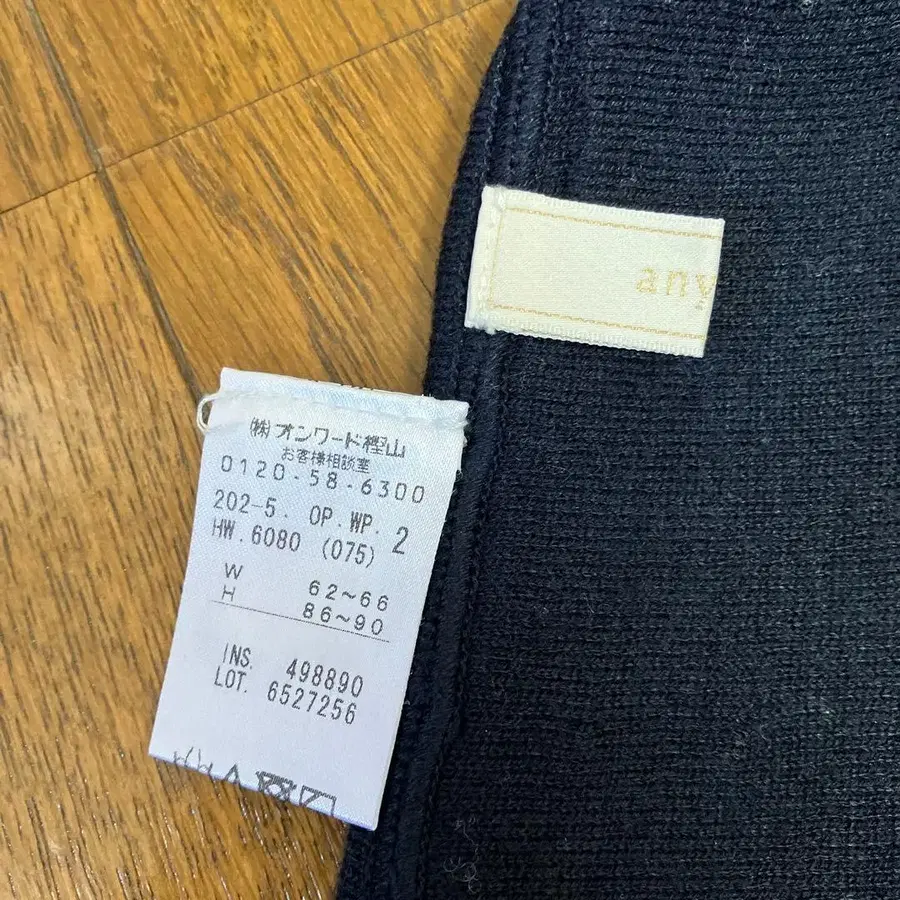 any
(株)オンワード樫山
お客様相談室
0120-58-6300
202-5. OP.WP. 2
HW.6080 (075)
W 62~66
H 86~90
INS. 498890
LOT. 6527256